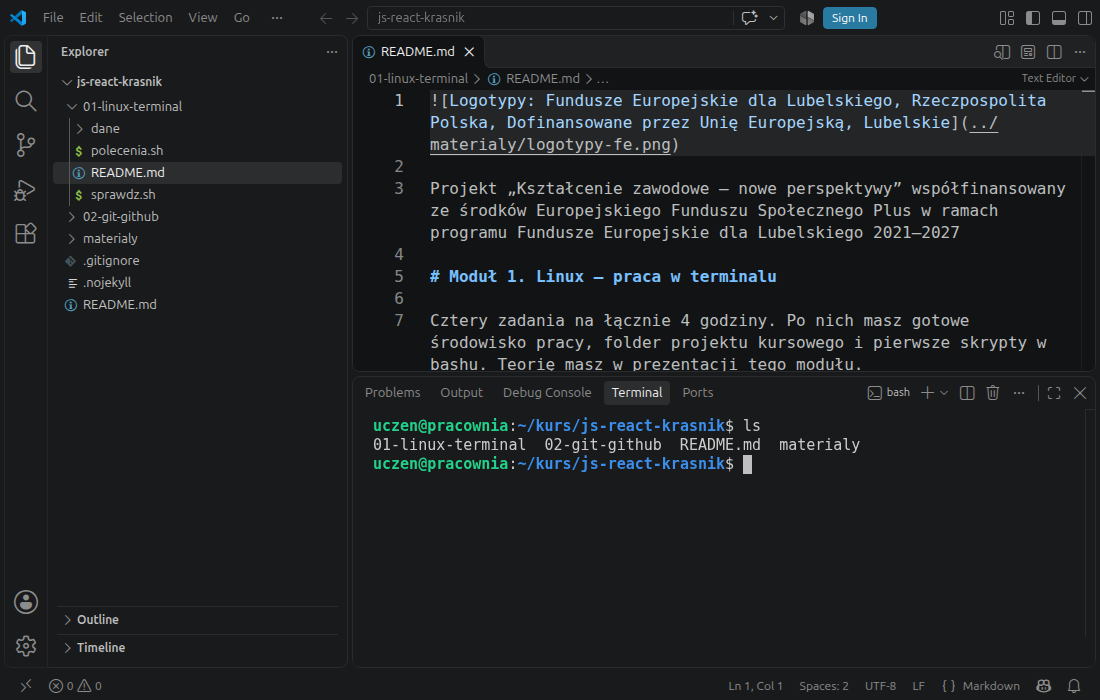 File Edit Selection View Go ··· js-react-krasnik Sign In
Explorer ···
js-react-krasnik
01-linux-terminal
dane
polecenia.sh
README.md
sprawdz.sh
02-git-github
materialy
.gitignore
.nojekyll
README.md
Outline
Timeline
README.md
01-linux-terminal > README.md > ... Text Editor
1 ![Logotypy: Fundusze Europejskie dla Lubelskiego, Rzeczpospolita
Polska, Dofinansowane przez Unię Europejską, Lubelskie](../
materialy/logotypy-fe.png)
2
3 Projekt „Kształcenie zawodowe – nowe perspektywy” współfinansowany
ze środków Europejskiego Funduszu Społecznego Plus w ramach
programu Fundusze Europejskie dla Lubelskiego 2021–2027
4
5 # Moduł 1. Linux – praca w terminalu
6
7 Cztery zadania na łącznie 4 godziny. Po nich masz gotowe
środowisko pracy, folder projektu kursowego i pierwsze skrypty w
bashu. Teorię masz w prezentacji tego modułu.
Problems Output Debug Console Terminal Ports bash
uczen@pracownia:~/kurs/js-react-krasnik$ ls
01-linux-terminal 02-git-github README.md materialy
uczen@pracownia:~/kurs/js-react-krasnik$
0 0 Ln 1, Col 1 Spaces: 2 UTF-8 LF { } Markdown